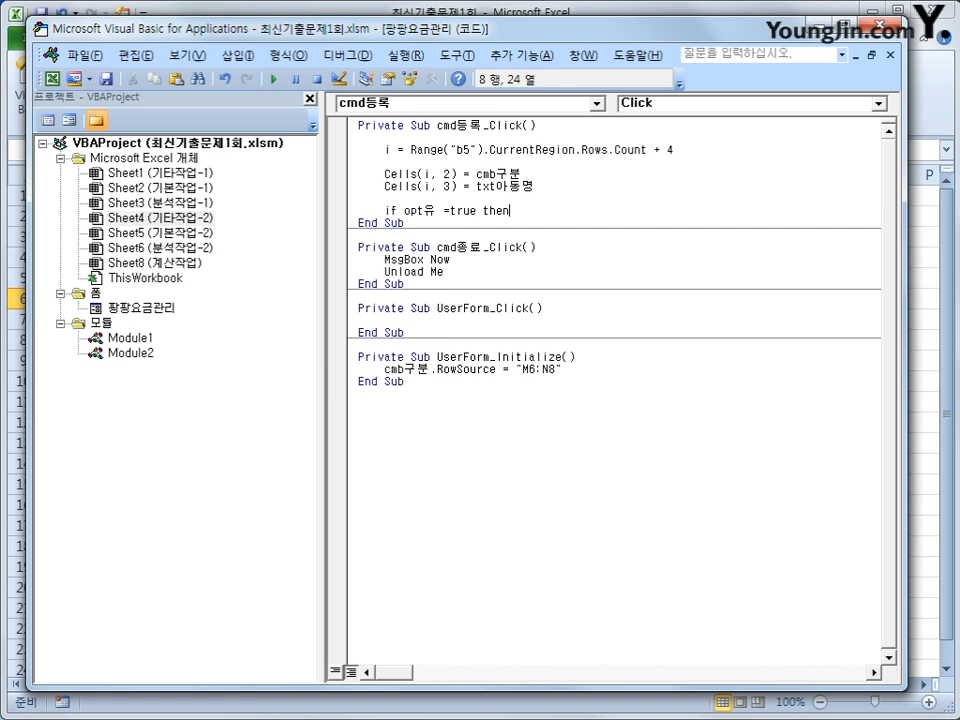 최신기출문제1회 - Microsoft Excel
YoungJin.com Y.
Microsoft Visual Basic for Applications - 최신기출문제1회.xlsm - [팡팡요금관리 (코드)]
파일(F) 편집(E) 보기(V) 삽입(I) 형식(O) 디버그(D) 실행(R) 도구(T) 추가 기능(A) 창(W) 도움말(H) 질문을 입력하십시오.
8 행, 24 열
프로젝트 - VBAProject
cmd등록 Click
VBAProject (최신기출문제1회.xlsm)
Microsoft Excel 개체
Sheet1 (기타작업-1)
Sheet2 (기본작업-1)
Sheet3 (분석작업-1)
Sheet4 (기타작업-2)
Sheet5 (기본작업-2)
Sheet6 (분석작업-2)
Sheet8 (계산작업)
ThisWorkbook
폼
팡팡요금관리
모듈
Module1
Module2
Private Sub cmd등록_Click()
i = Range("b5").CurrentRegion.Rows.Count + 4
Cells(i, 2) = cmb구분
Cells(i, 3) = txt아동명
if opt유 =true then
End Sub
Private Sub cmd종료_Click()
MsgBox Now
Unload Me
End Sub
Private Sub UserForm_Click()
End Sub
Private Sub UserForm_Initialize()
cmb구분.RowSource = "M6:N8"
End Sub
P
준비
100%